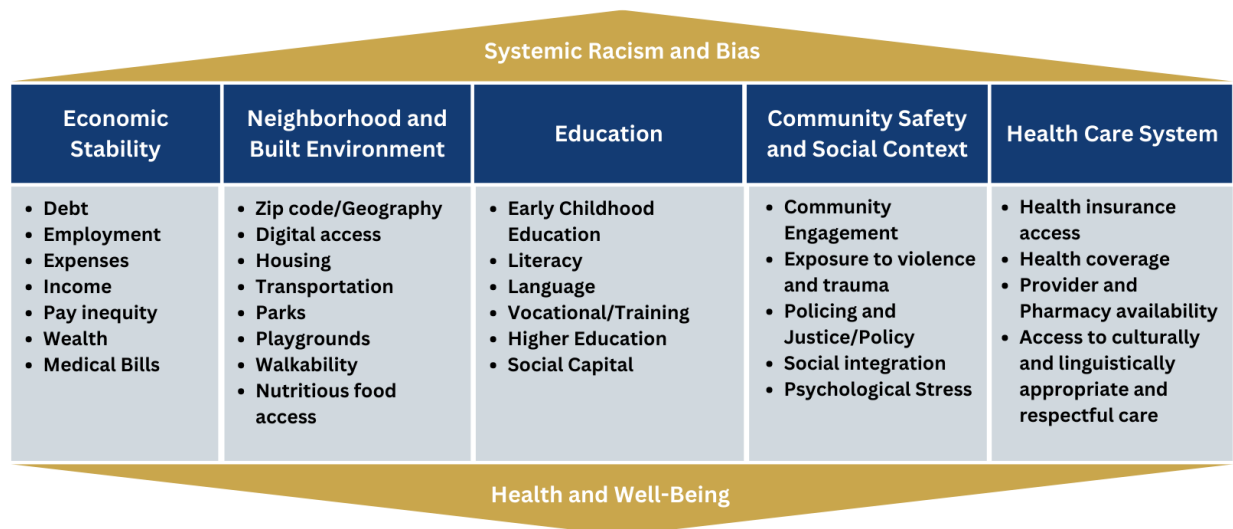 Systemic Racism and Bias
Economic
Stability
• Debt
• Employment
• Expenses
• Income
• Pay inequity
• Wealth
• Medical Bills
Neighborhood and
Built Environment
• Zip code/Geography
• Digital access
• Housing
• Transportation
• Parks
• Playgrounds
• Walkability
• Nutritious food
access
Education
• Early Childhood
Education
• Literacy
• Language
• Vocational/Training
• Higher Education
• Social Capital
Community Safety
and Social Context
• Community
Engagement
• Exposure to violence
and trauma
• Policing and
Justice/Policy
• Social integration
• Psychological Stress
Health Care System
• Health insurance
access
• Health coverage
• Provider and
Pharmacy availability
• Access to culturally
and linguistically
appropriate and
respectful care
Health and Well-Being